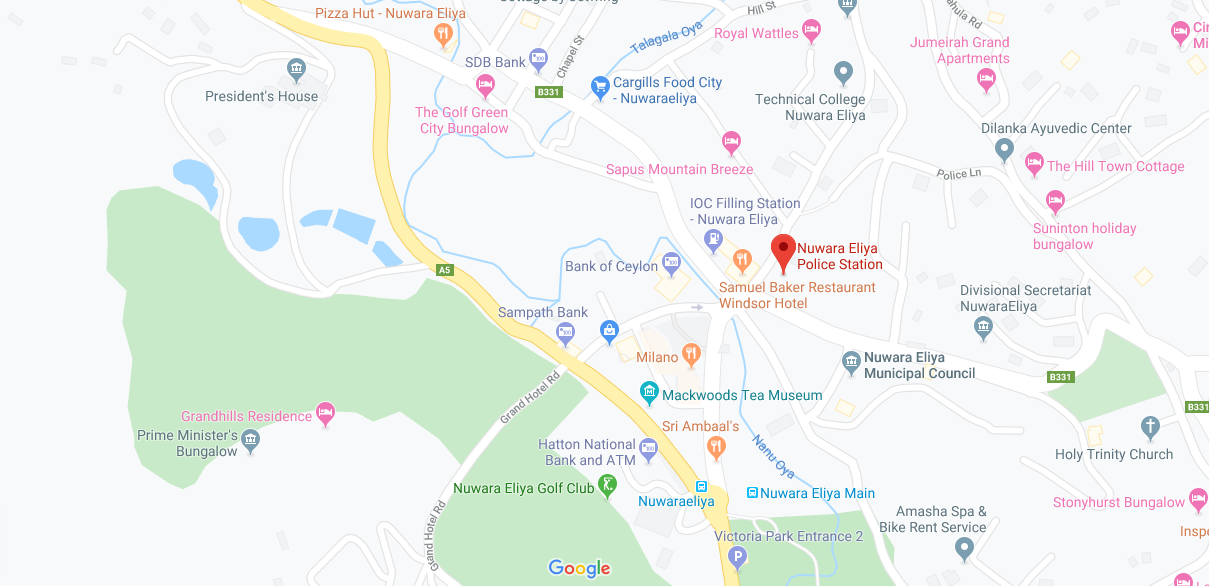 Pizza Hut - Nuwara Eliya
Hill St
Talagala Oya
Royal Wattles
SDB Bank
Chapel St
Jumeirah Grand
Apartments
President's House
B331
Cargills Food City
- Nuwaraeliya
Technical College
Nuwara Eliya
The Golf Green
City Bungalow
Dilanka Ayuvedic Center
Sapus Mountain Breeze
The Hill Town Cottage
Police Ln
IOC Filling Station
- Nuwara Eliya
Suninton holiday
bungalow
Nuwara Eliya
Police Station
A5
Bank of Ceylon
Samuel Baker Restaurant
Windsor Hotel
Divisional Secretariat
NuwaraEliya
Sampath Bank
Milano
Nuwara Eliya
Municipal Council
B331
Grand Hotel Rd
Mackwoods Tea Museum
B331
Grandhills Residence
Prime Minister's
Bungalow
Sri Ambaal's
Hatton National
Bank and ATM
Nanu Oya
Holy Trinity Church
Nuwara Eliya Golf Club
Nuwaraeliya
Nuwara Eliya Main
Stonyhurst Bungalow
Grand Hotel Rd
Amasha Spa &
Bike Rent Service
Victoria Park Entrance 2
P
Google